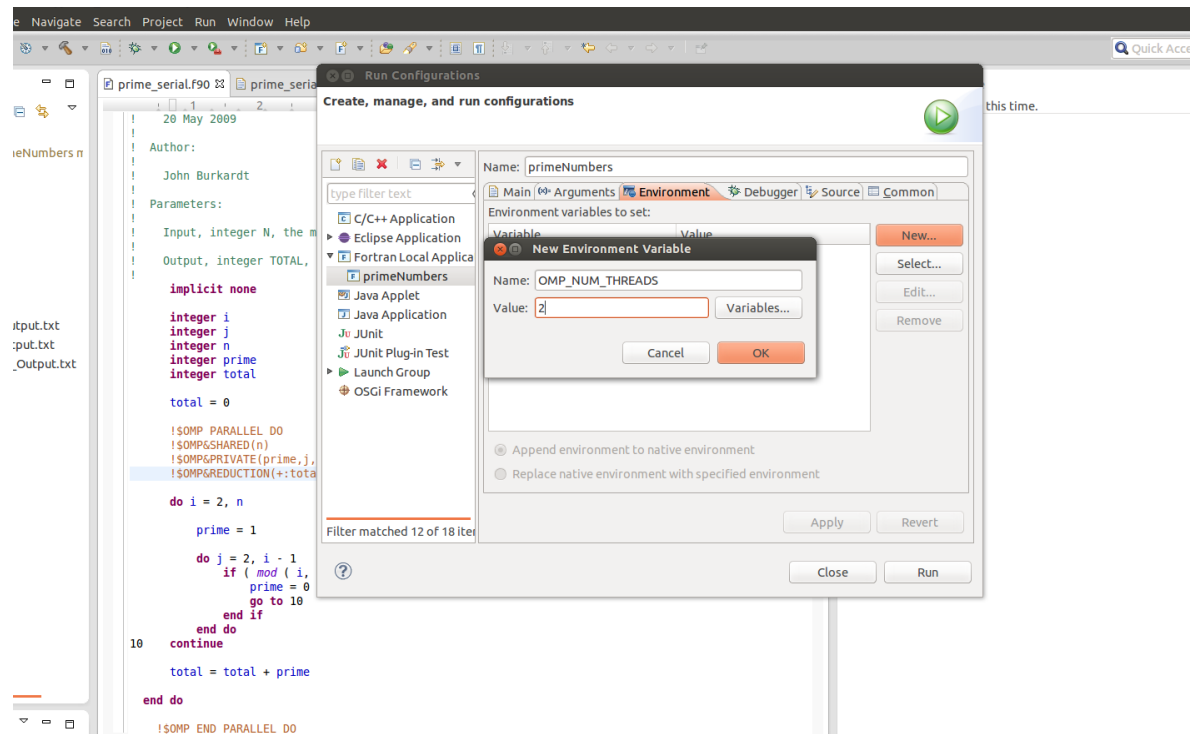 e Navigate Search Project Run Window Help
Quick Acce
prime_serial.f90 prime_seria
1 2
this time.
! 20 May 2009
!
! Author:
!
! John Burkardt
!
! Parameters:
!
! Input, integer N, the m
!
! Output, integer TOTAL,
!
implicit none
integer i
integer j
integer n
integer prime
integer total
total = 0
!$OMP PARALLEL DO
!$OMP&SHARED(n)
!$OMP&PRIVATE(prime,j,
!$OMP&REDUCTION(+:tota
do i = 2, n
prime = 1
do j = 2, i - 1
if ( mod ( i,
prime = 0
go to 10
end if
end do
10 continue
total = total + prime
end do
!$OMP END PARALLEL DO
neNumbers m
utput.txt
tput.txt
_Output.txt
Run Configurations
Create, manage, and run configurations
type filter text
C/C++ Application
Eclipse Application
Fortran Local Applica
primeNumbers
Java Applet
Java Application
JUnit
JUnit Plug-in Test
Launch Group
OSGi Framework
Filter matched 12 of 18 iter
Name: primeNumbers
Main Arguments Environment Debugger Source Common
Environment variables to set:
Variable Value
New...
Select...
Edit...
Remove
New Environment Variable
Name: OMP_NUM_THREADS
Value: 2
Variables...
Cancel OK
Append environment to native environment
Replace native environment with specified environment
Apply Revert
Close Run